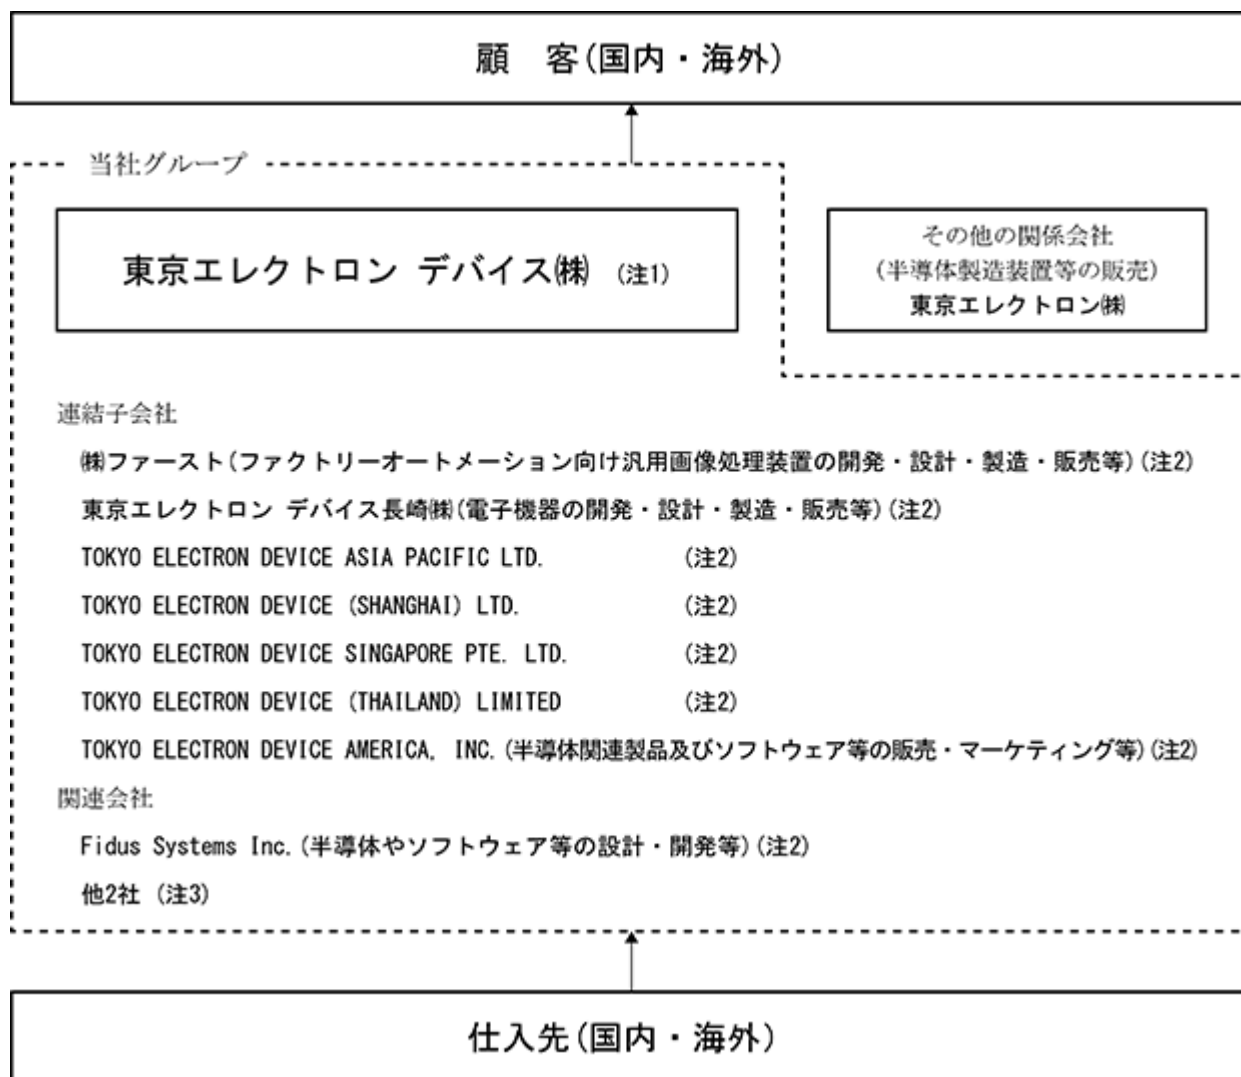 顧　客(国内・海外)
当社グループ
東京エレクトロン デバイス㈱ (注1)
その他の関係会社
(半導体製造装置等の販売)
東京エレクトロン㈱
連結子会社
㈱ファースト(ファクトリーオートメーション向け汎用画像処理装置の開発・設計・製造・販売等)(注2)
東京エレクトロン デバイス長崎㈱(電子機器の開発・設計・製造・販売等)(注2)
TOKYO ELECTRON DEVICE ASIA PACIFIC LTD. (注2)
TOKYO ELECTRON DEVICE (SHANGHAI) LTD. (注2)
TOKYO ELECTRON DEVICE SINGAPORE PTE. LTD. (注2)
TOKYO ELECTRON DEVICE (THAILAND) LIMITED (注2)
TOKYO ELECTRON DEVICE AMERICA, INC.(半導体関連製品及びソフトウェア等の販売・マーケティング等)(注2)
関連会社
Fidus Systems Inc.(半導体やソフトウェア等の設計・開発等)(注2)
他2社 (注3)
仕入先(国内・海外)